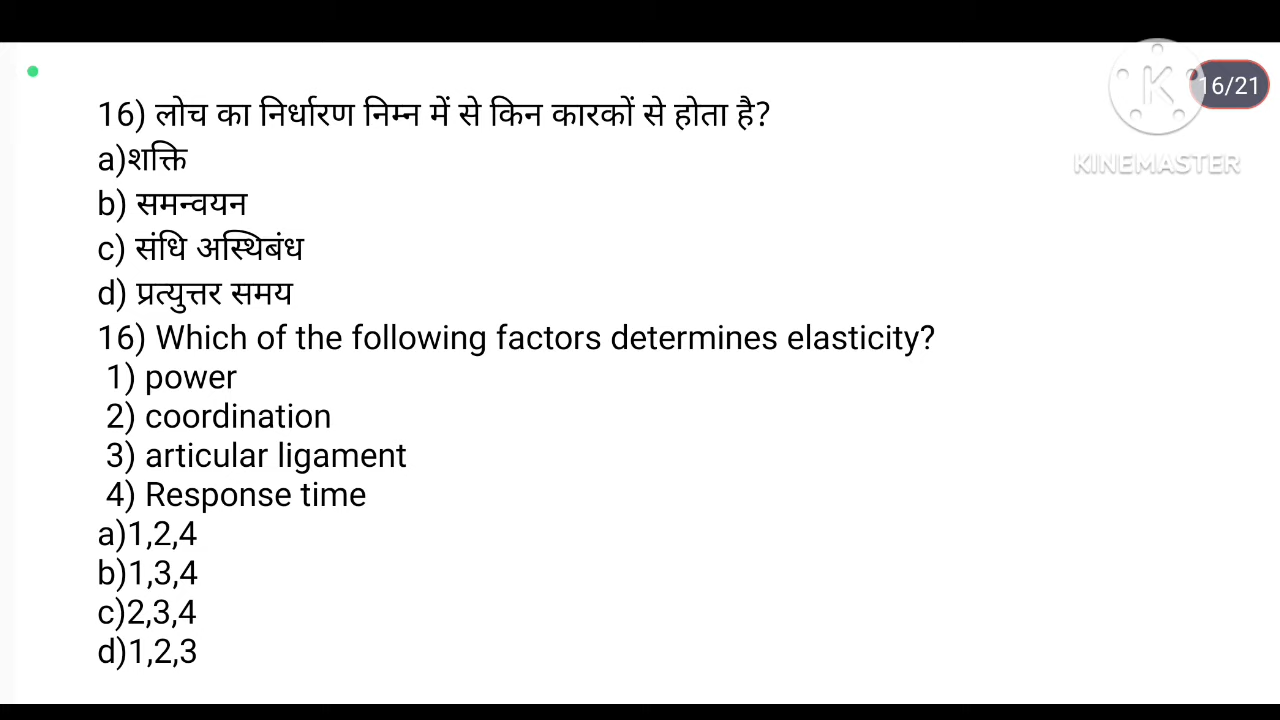 16/21
KINEMASTER
16) लोच का निर्धारण निम्न में से किन कारकों से होता है?
a)शक्ति
b) समन्वयन
c) संधि अस्थिबंध
d) प्रत्युत्तर समय
16) Which of the following factors determines elasticity?
1) power
2) coordination
3) articular ligament
4) Response time
a)1,2,4
b)1,3,4
c)2,3,4
d)1,2,3